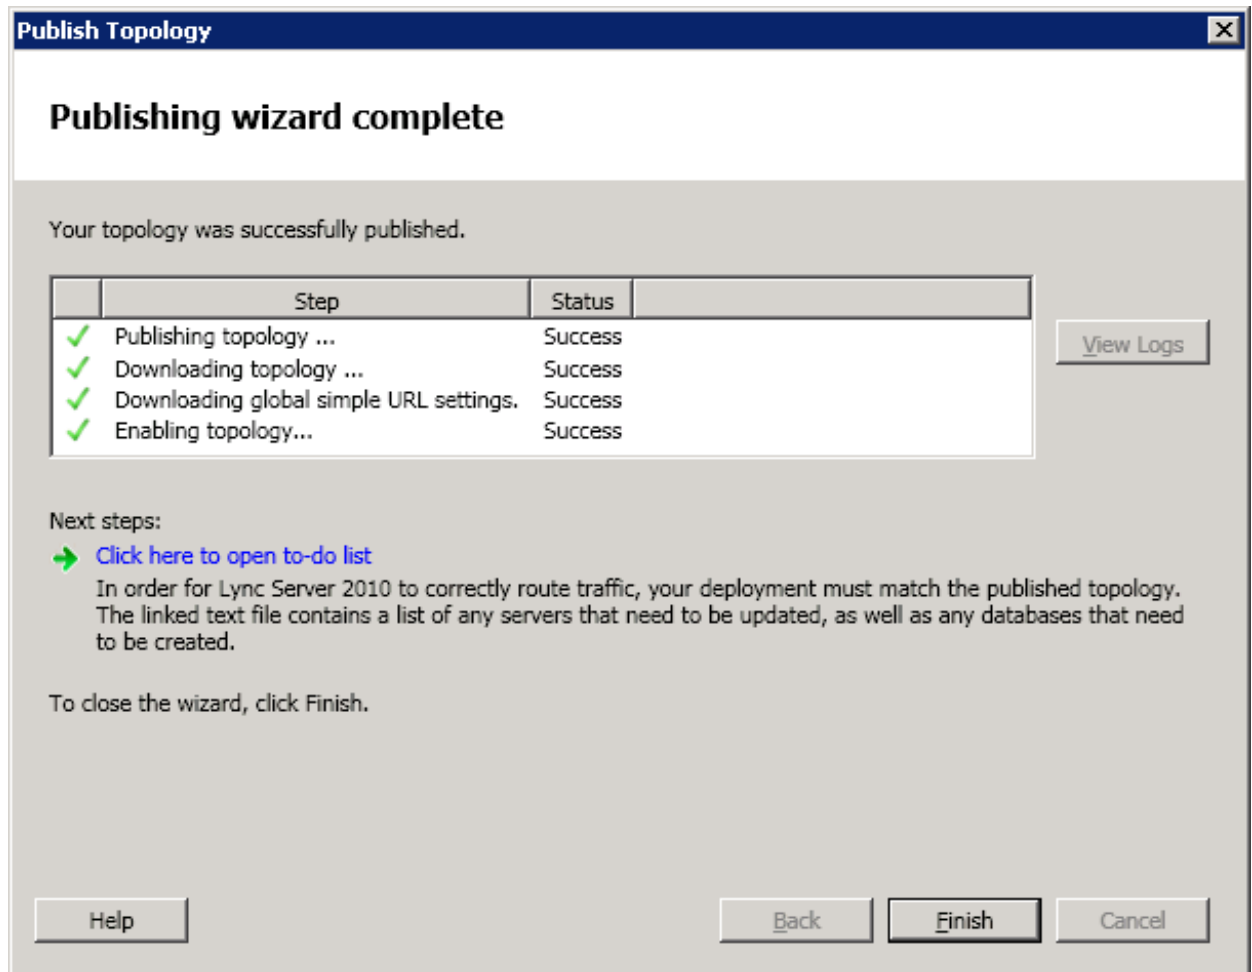 Publish Topology
Publishing wizard complete
Your topology was successfully published.
Step Status
Publishing topology ... Success
Downloading topology ... Success
Downloading global simple URL settings. Success
Enabling topology... Success
View Logs
Next steps:
Click here to open to-do list
In order for Lync Server 2010 to correctly route traffic, your deployment must match the published topology.
The linked text file contains a list of any servers that need to be updated, as well as any databases that need
to be created.
To close the wizard, click Finish.
Help Back Finish Cancel